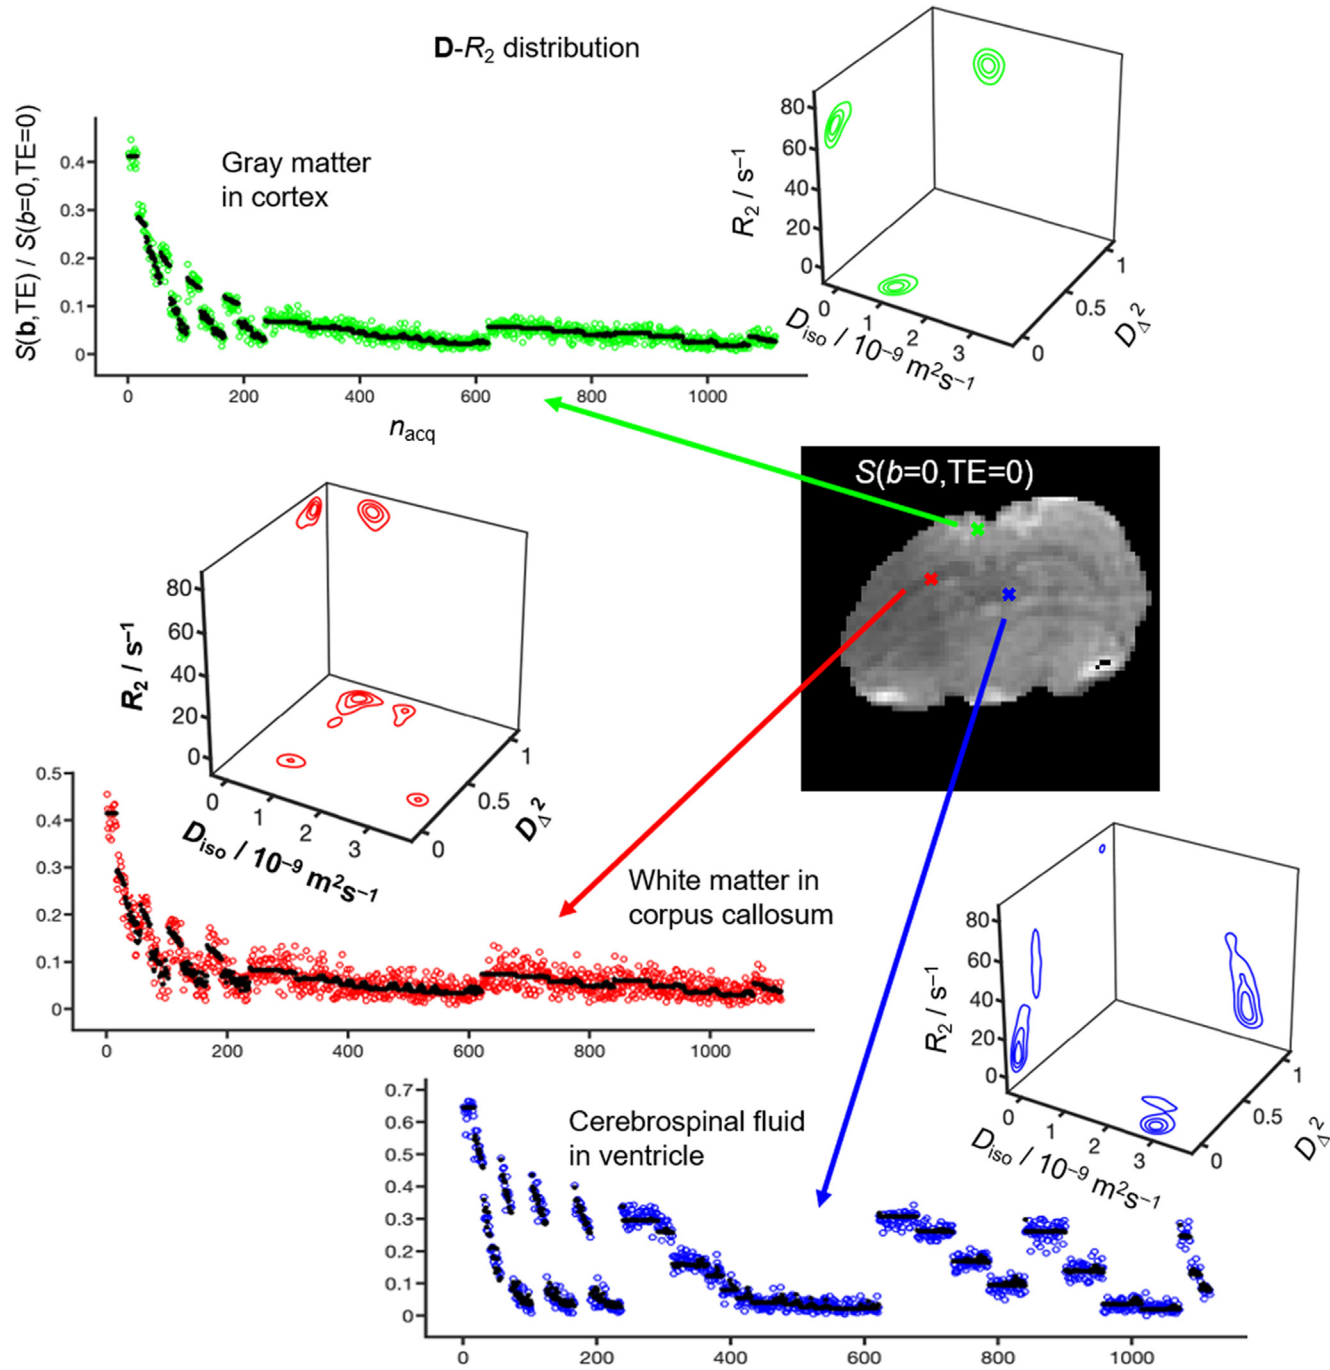 D-R2 distribution
S(b,TE) / S(b=0,TE=0)
Gray matter
in cortex
0.4
0.3
0.2
0.1
0
0 200 400 600 800 1000
nacq
R2 / s−1
80
60
40
20
0
0 1 2 3
Diso / 10−9 m2s−1
0 0.5 1
DΔ2
S(b=0,TE=0)
R2 / s−1
80
60
40
20
0
0 1 2 3
Diso / 10−9 m2s−1
0 0.5 1
DΔ2
0.5
0.4
0.3
0.2
0.1
0
0 200 400 600 800 1000
White matter in
corpus callosum
R2 / s−1
80
60
40
20
0
0 1 2 3
Diso / 10−9 m2s−1
0 0.5 1
DΔ2
Cerebrospinal fluid
in ventricle
0.7
0.6
0.5
0.4
0.3
0.2
0.1
0
0 200 400 600 800 1000